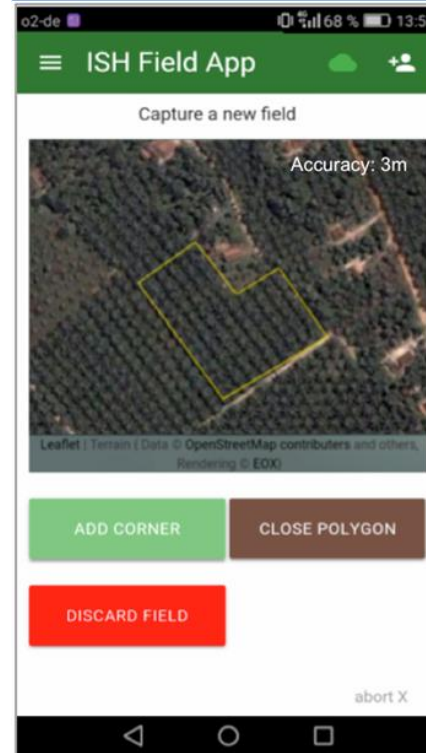 o2-de 4G 68 % 13:5
ISH Field App
Capture a new field
Accuracy: 3m
Leaflet | Terrain ( Data © OpenStreetMap contributers and others,
Rendering © EOX)
ADD CORNER CLOSE POLYGON
DISCARD FIELD
abort X